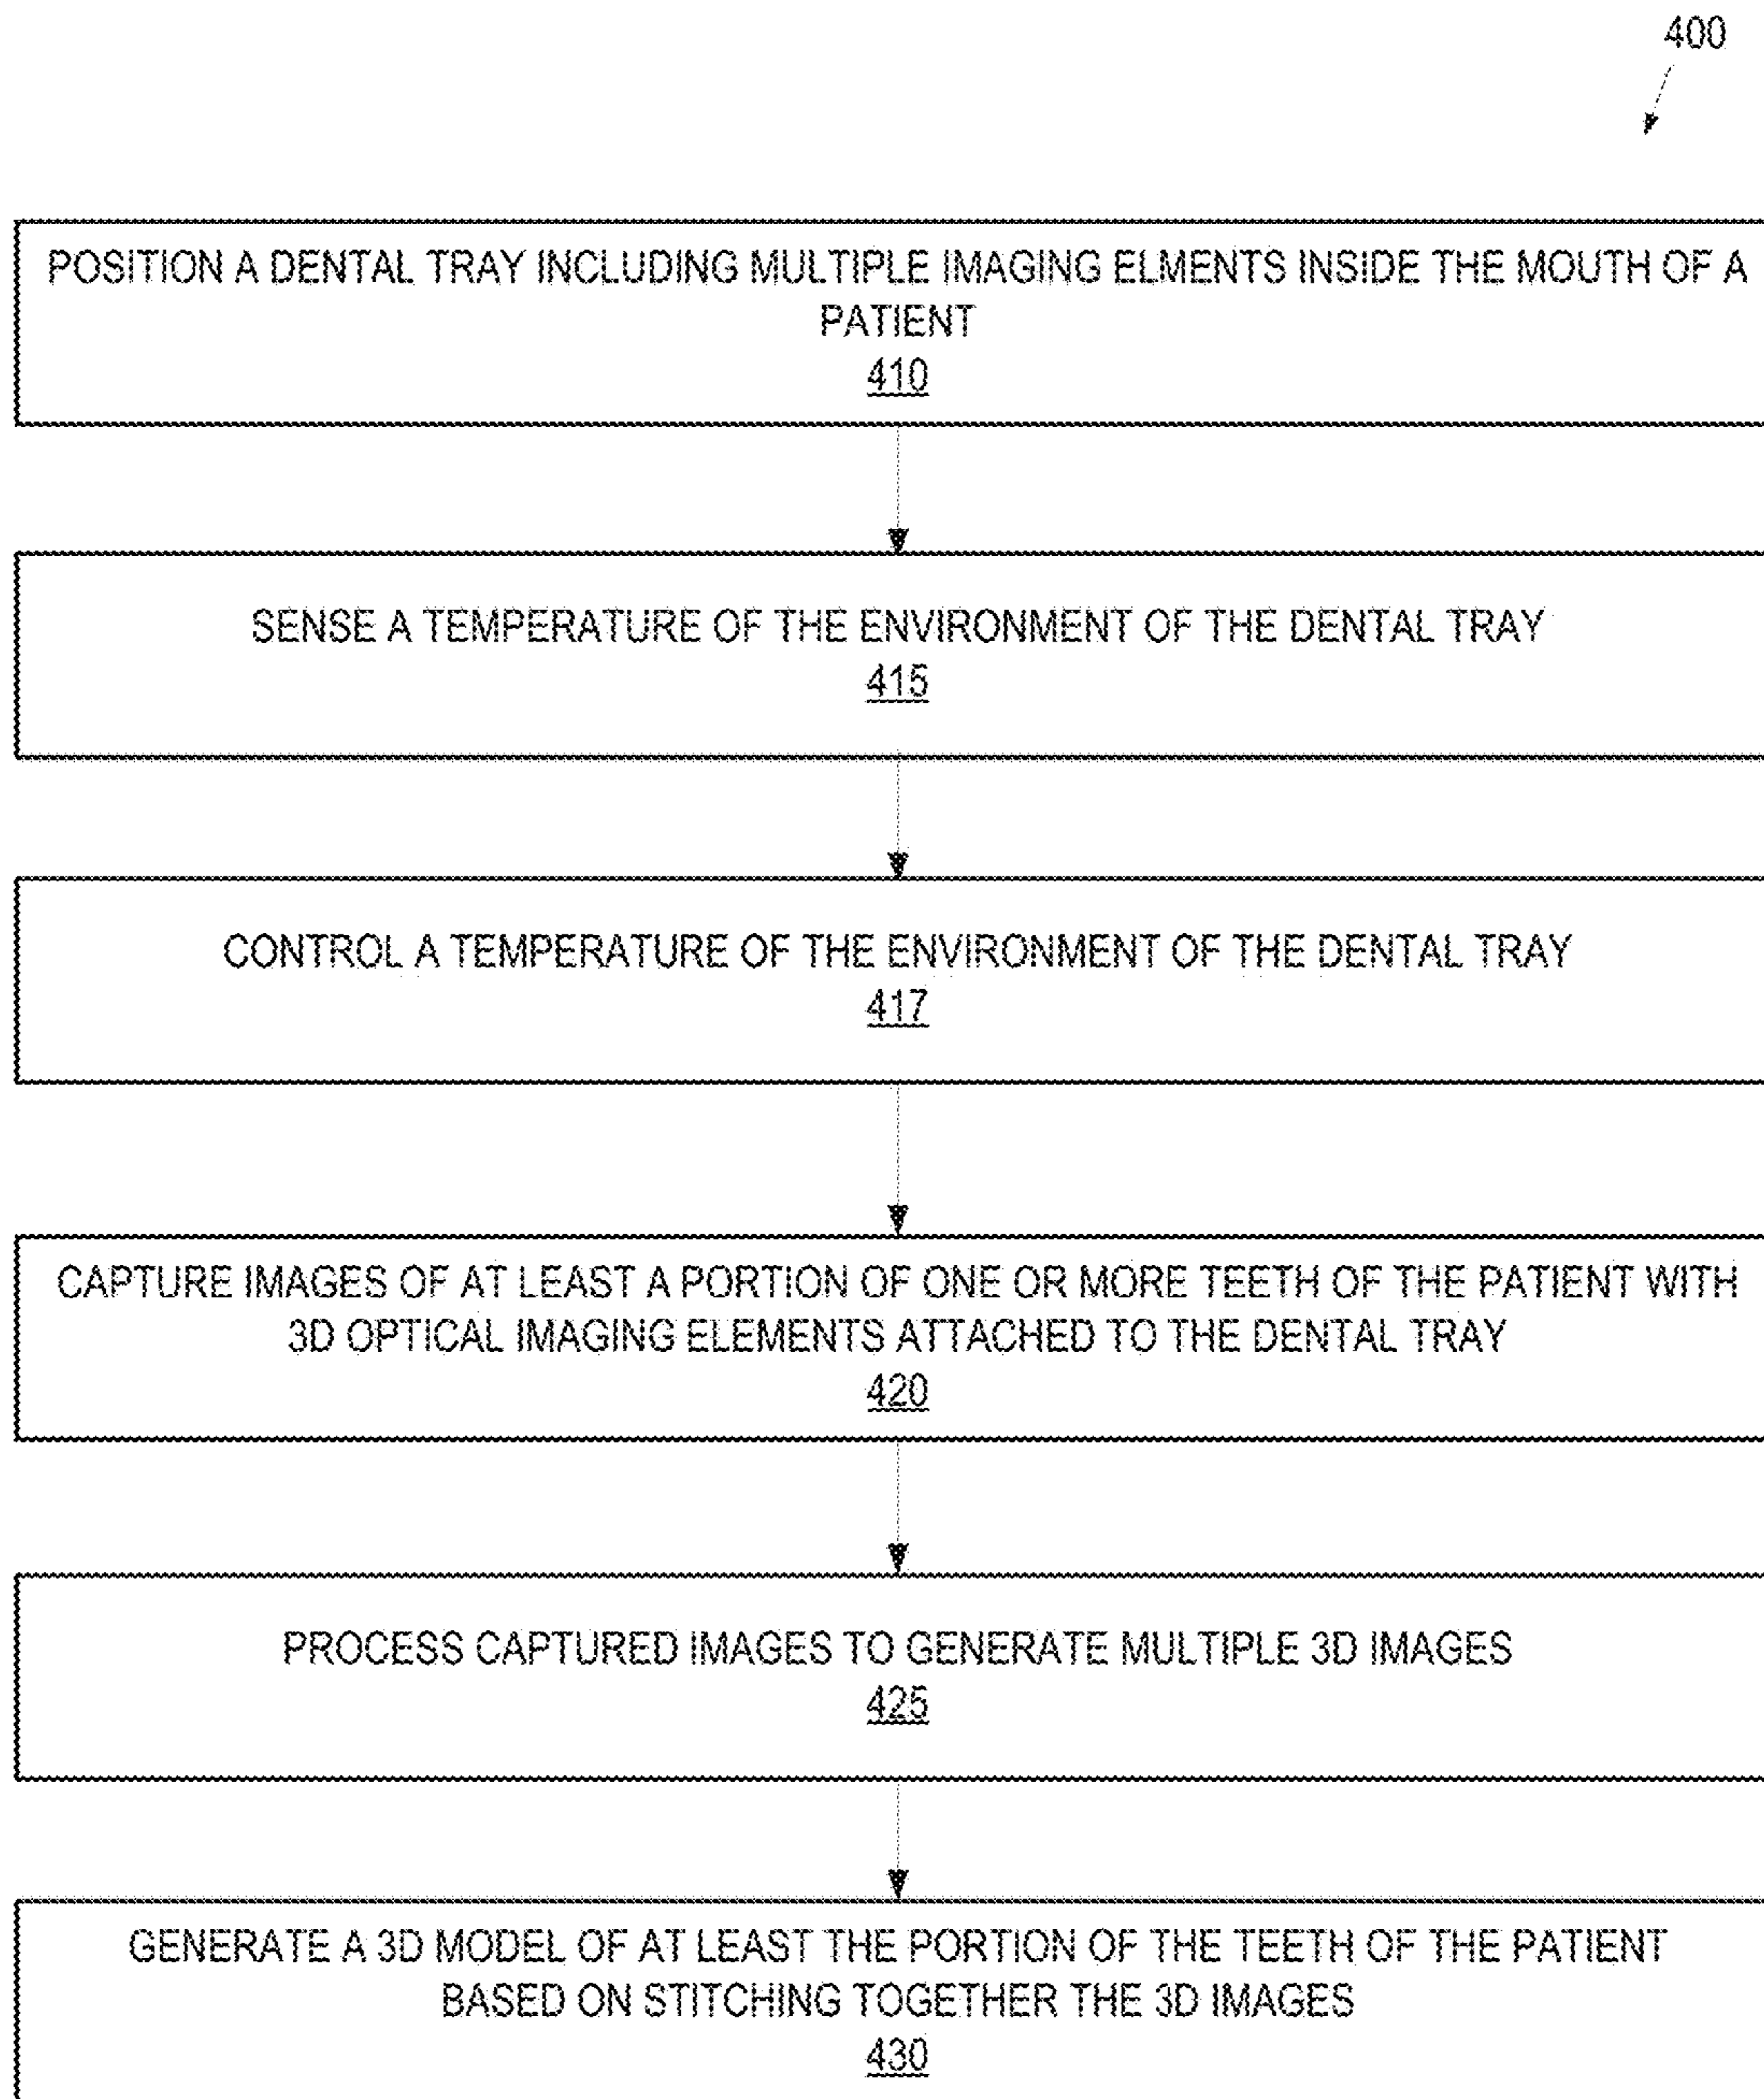 400
POSITION A DENTAL TRAY INCLUDING MULTIPLE IMAGING ELMENTS INSIDE THE MOUTH OF A
PATIENT
410
SENSE A TEMPERATURE OF THE ENVIRONMENT OF THE DENTAL TRAY
415
CONTROL A TEMPERATURE OF THE ENVIRONMENT OF THE DENTAL TRAY
417
CAPTURE IMAGES OF AT LEAST A PORTION OF ONE OR MORE TEETH OF THE PATIENT WITH
3D OPTICAL IMAGING ELEMENTS ATTACHED TO THE DENTAL TRAY
420
PROCESS CAPTURED IMAGES TO GENERATE MULTIPLE 3D IMAGES
425
GENERATE A 3D MODEL OF AT LEAST THE PORTION OF THE TEETH OF THE PATIENT
BASED ON STITCHING TOGETHER THE 3D IMAGES
430